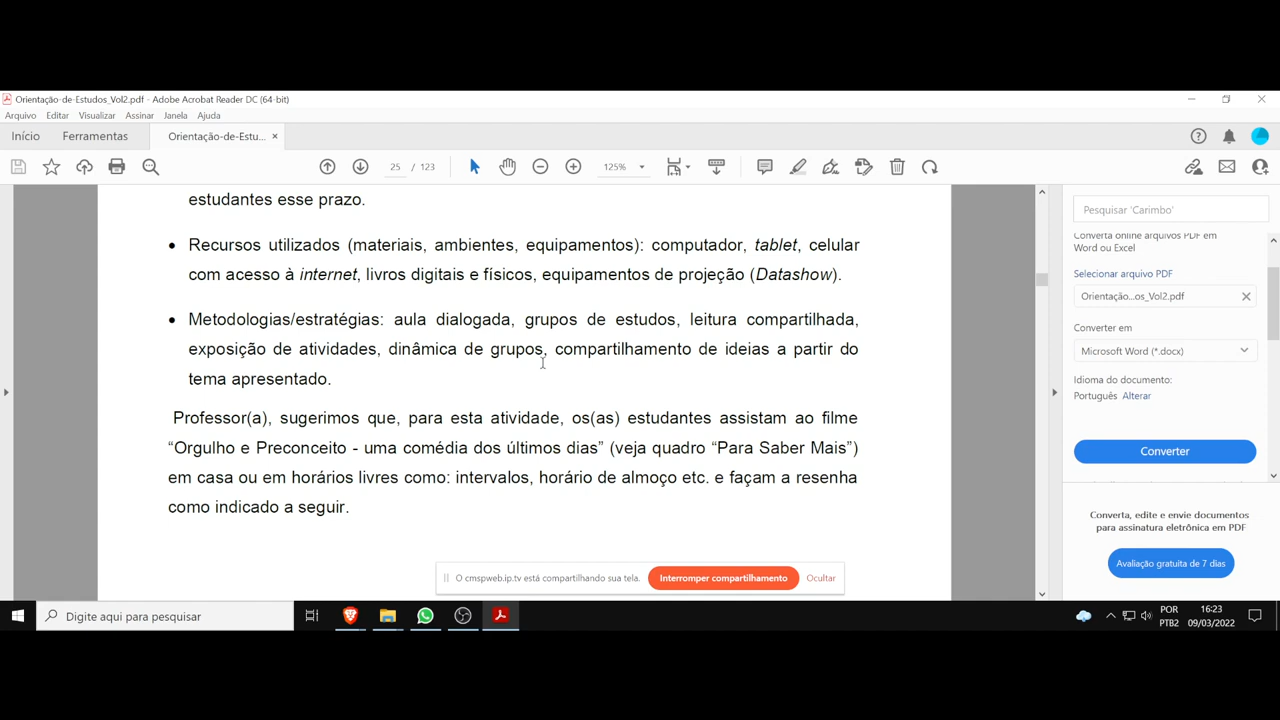 Orientação-de-Estudos_Vol2.pdf - Adobe Acrobat Reader DC (64-bit)
Arquivo Editar Visualizar Assinar Janela Ajuda
Início Ferramentas Orientação-de-Estu... ×
25 / 123 125%
estudantes esse prazo.
• Recursos utilizados (materiais, ambientes, equipamentos): computador, tablet, celular
com acesso à internet, livros digitais e físicos, equipamentos de projeção (Datashow).
• Metodologias/estratégias: aula dialogada, grupos de estudos, leitura compartilhada,
exposição de atividades, dinâmica de grupos, compartilhamento de ideias a partir do
tema apresentado.
Professor(a), sugerimos que, para esta atividade, os(as) estudantes assistam ao filme
“Orgulho e Preconceito - uma comédia dos últimos dias” (veja quadro “Para Saber Mais”)
em casa ou em horários livres como: intervalos, horário de almoço etc. e façam a resenha
como indicado a seguir.
Pesquisar 'Carimbo'
Converta online arquivos PDF em
Word ou Excel
Selecionar arquivo PDF
Orientação...os_Vol2.pdf
Converter em
Microsoft Word (*.docx)
Idioma do documento:
Português Alterar
Converter
Converta, edite e envie documentos
para assinatura eletrônica em PDF
Avaliação gratuita de 7 dias
O cmspweb.ip.tv está compartilhando sua tela. Interromper compartilhamento Ocultar
Digite aqui para pesquisar
POR
PTB2
16:23
09/03/2022